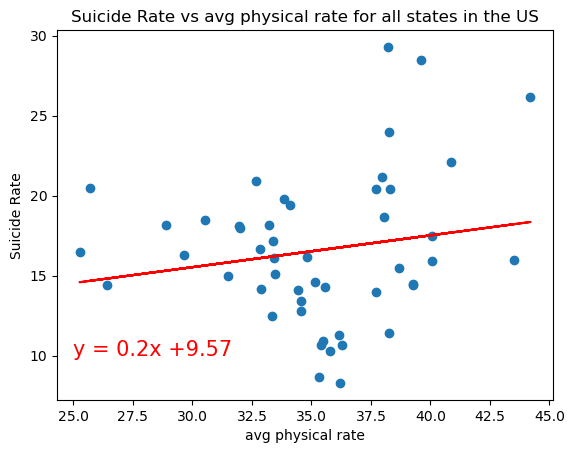 Suicide Rate vs avg physical rate for all states in the US
30
25
20
15
10
Suicide Rate
y = 0.2x +9.57
25.0 27.5 30.0 32.5 35.0 37.5 40.0 42.5 45.0
avg physical rate